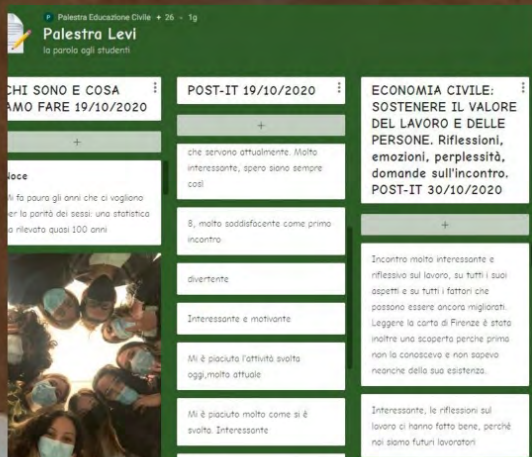 Palestra Educazione Civile + 26 • 1g
Palestra Levi
la parola agli studenti
CHI SONO E COSA
AMO FARE 19/10/2020
+
Noce
Mi fa paura gli anni che ci vogliono
per la parità dei sessi: una statistica
ha rilevato quasi 100 anni
POST-IT 19/10/2020
+
che servono attualmente. Molto
interessante, spero siano sempre
così
8, molto soddisfacente come primo
incontro
divertente
Interessante e motivante
Mi è piaciuta l'attività svolta
oggi,molto attuale
Mi è piaciuto molto come si è
svolta. Interessante
ECONOMIA CIVILE:
SOSTENERE IL VALORE
DEL LAVORO E DELLE
PERSONE. Riflessioni,
emozioni, perplessità,
domande sull'incontro.
POST-IT 30/10/2020
+
Incontro molto interessante e
riflessivo sul lavoro, su tutti i suoi
aspetti e su tutti i fattori che
possono essere ancora migliorati.
Leggere la carta di Firenze è stata
inoltre una scoperta perche prima
non la conoscevo e non sapevo
neanche della sua esistenza.
Interessante, le riflessioni sul
lavoro ci hanno fatto bene, perchè
noi siamo futuri lavoratori